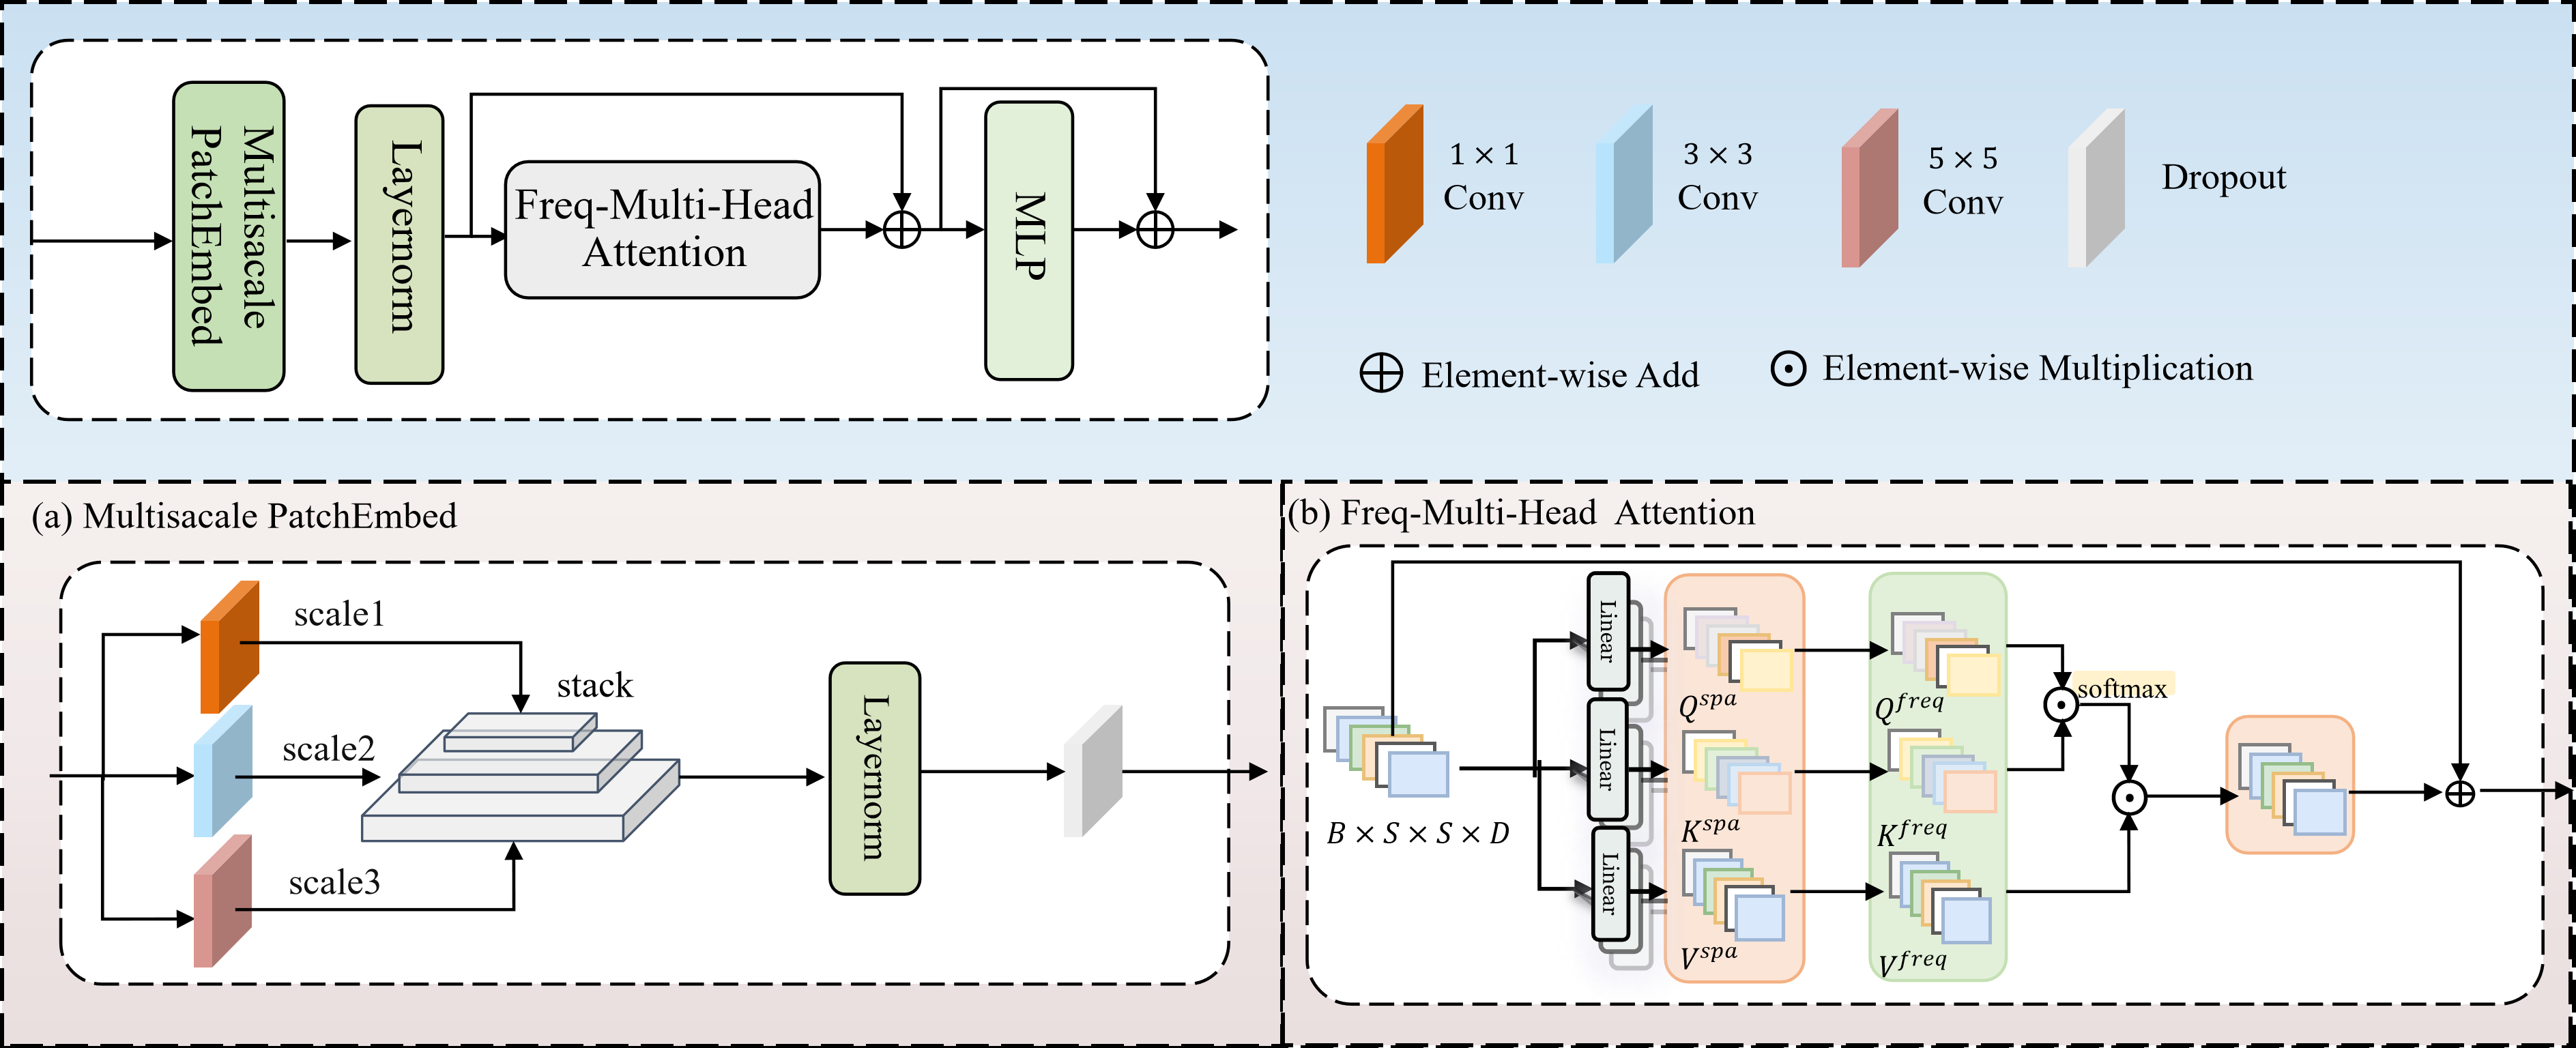 Multisacale
PatchEmbed
Layernorm
Freq-Multi-Head
Attention
MLP
1 × 1
Conv
3 × 3
Conv
5 × 5
Conv
Dropout
Element-wise Add
Element-wise Multiplication
(a) Multisacale PatchEmbed
scale1
scale2
scale3
stack
Layernorm
(b) Freq-Multi-Head Attention
B × S × S × D
Linear
Linear
Linear
Q^spa
K^spa
V^spa
Q^freq
K^freq
V^freq
softmax